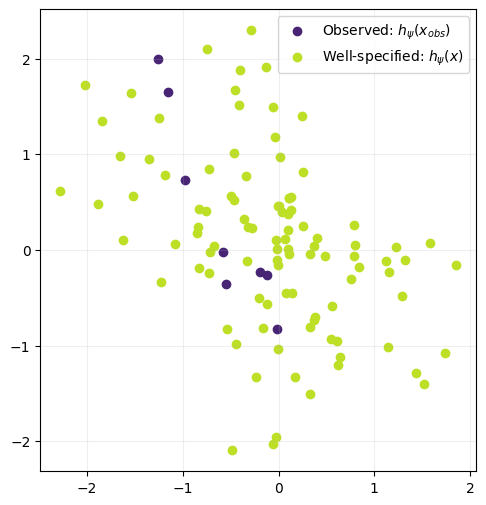 Observed: $h_\psi(x_{obs})$
Well-specified: $h_\psi(x)$
2
1
0
−1
−2
−2 −1 0 1 2